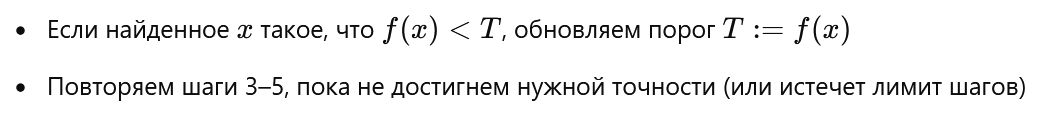 • Если найденное x такое, что f(x) < T, обновляем порог T := f(x)
• Повторяем шаги 3–5, пока не достигнем нужной точности (или истечет лимит шагов)